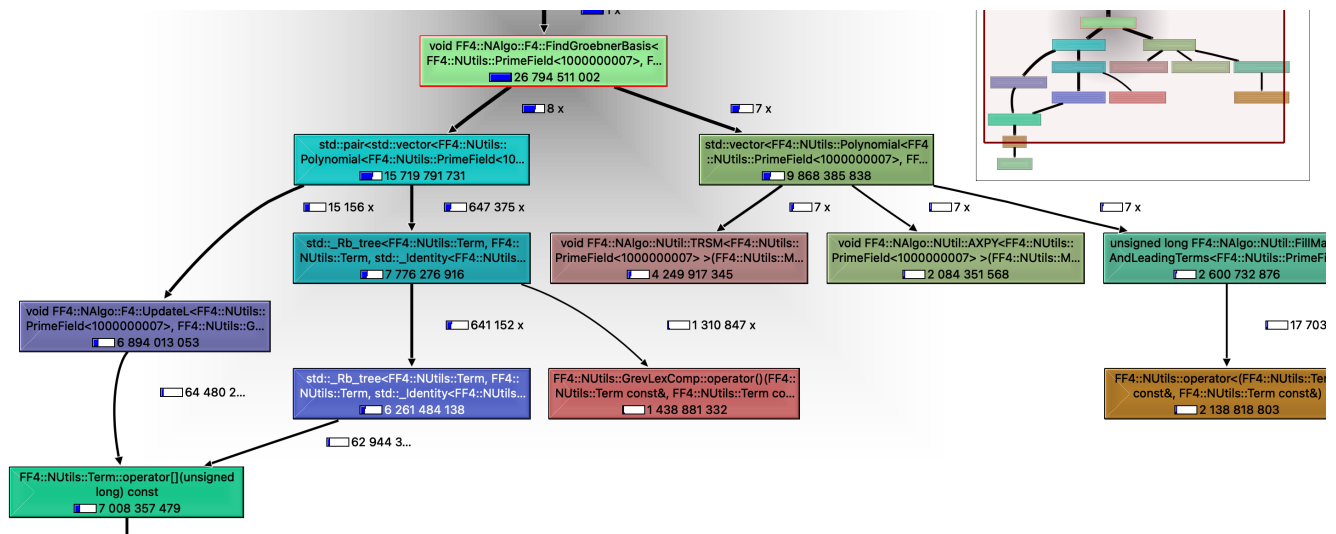 1 x
void FF4::NAlgo::F4::FindGroebnerBasis<
FF4::NUtils::PrimeField<1000000007>, F...
26 794 511 002
8 x
7 x
std::pair<std::vector<FF4::NUtils::
Polynomial<FF4::NUtils::PrimeField<10...
15 719 791 731
std::vector<FF4::NUtils::Polynomial<FF4
::NUtils::PrimeField<1000000007>, FF...
9 868 385 838
15 156 x
647 375 x
7 x
7 x
7 x
std::_Rb_tree<FF4::NUtils::Term, FF4::
NUtils::Term, std::_Identity<FF4::NUtils...
7 776 276 916
void FF4::NAlgo::NUtil::TRSM<FF4::NUtils::
PrimeField<1000000007> >(FF4::NUtils::M...
4 249 917 345
void FF4::NAlgo::NUtil::AXPY<FF4::NUtils::
PrimeField<1000000007> >(FF4::NUtils::M...
2 084 351 568
unsigned long FF4::NAlgo::NUtil::FillMa
AndLeadingTerms<FF4::NUtils::PrimeFi
2 600 732 876
void FF4::NAlgo::F4::UpdateL<FF4::NUtils::
PrimeField<1000000007>, FF4::NUtils::G...
6 894 013 053
641 152 x
1 310 847 x
17 703
64 480 2...
std::_Rb_tree<FF4::NUtils::Term, FF4::
NUtils::Term, std::_Identity<FF4::NUtils...
6 261 484 138
FF4::NUtils::GrevLexComp::operator()(FF4::
NUtils::Term const&, FF4::NUtils::Term co...
1 438 881 332
FF4::NUtils::operator<(FF4::NUtils::Ter
const&, FF4::NUtils::Term const&)
2 138 818 803
62 944 3...
FF4::NUtils::Term::operator[](unsigned
long) const
7 008 357 479